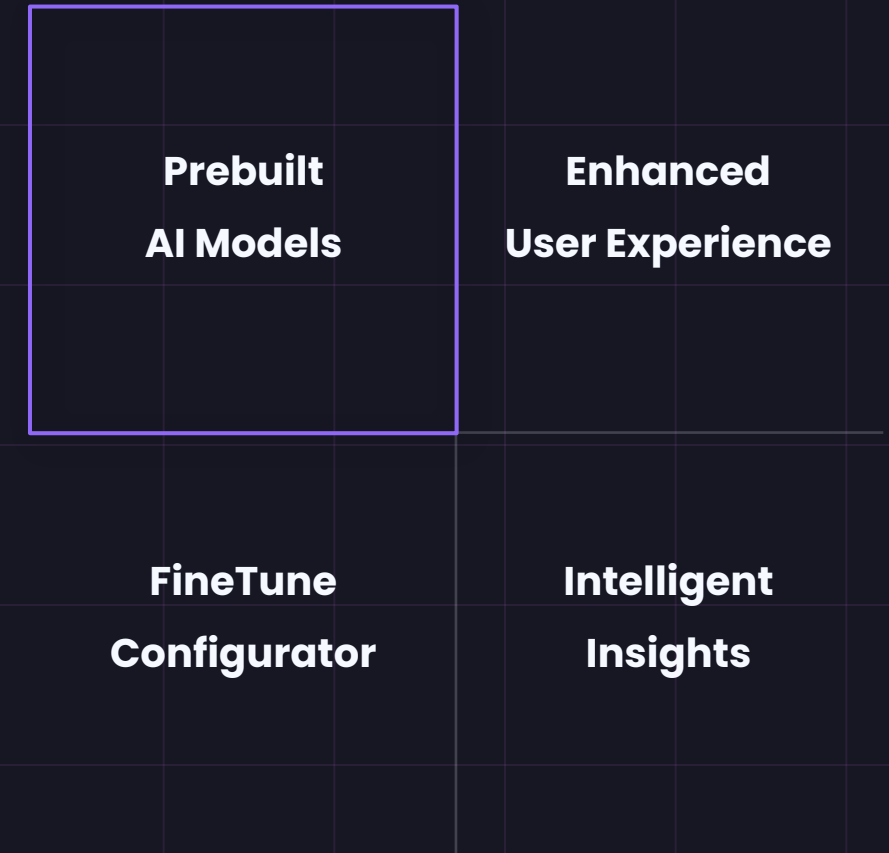 Prebuilt
AI Models
Enhanced
User Experience
FineTune
Configurator
Intelligent
Insights